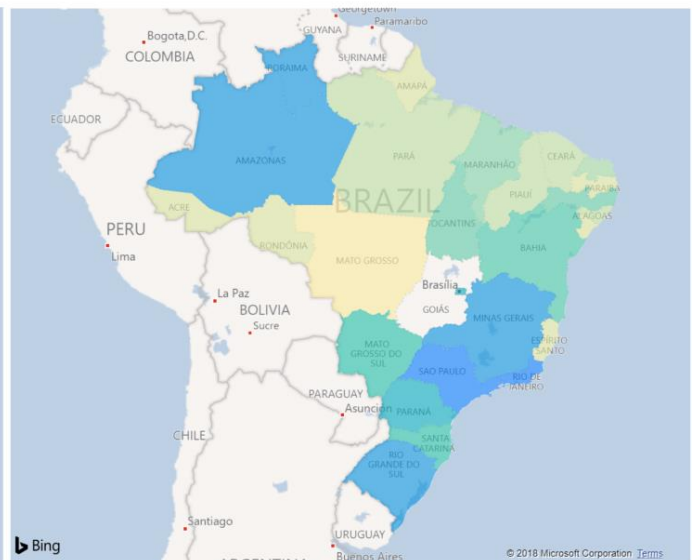 Georgetown
Paramaribo
Bogota,D.C.
GUYANA
COLOMBIA
SURINAME
RORAIMA
AMAPÁ
ECUADOR
AMAZONAS
PARÁ
MARANHÃO
CEARÁ
BRAZIL
PIAUÍ
PARAIBA
ACRE
TOCANTINS
ALAGOAS
PERU
Lima
RONDÔNIA
MATO GROSSO
BAHIA
Brasília
La Paz
GOIÁS
BOLIVIA
MINAS GERAIS
Sucre
MATO
GROSSO DO
SUL
ESPÍRITO
SANTO
SAO PAULO
RIO DE
JANEIRO
PARAGUAY
Asunción
PARANÁ
CHILE
SANTA
CATARINA
RIO
GRANDE DO
SUL
Santiago
URUGUAY
Bing
Buenos Aires
ARGENTINA
© 2018 Microsoft Corporation Terms